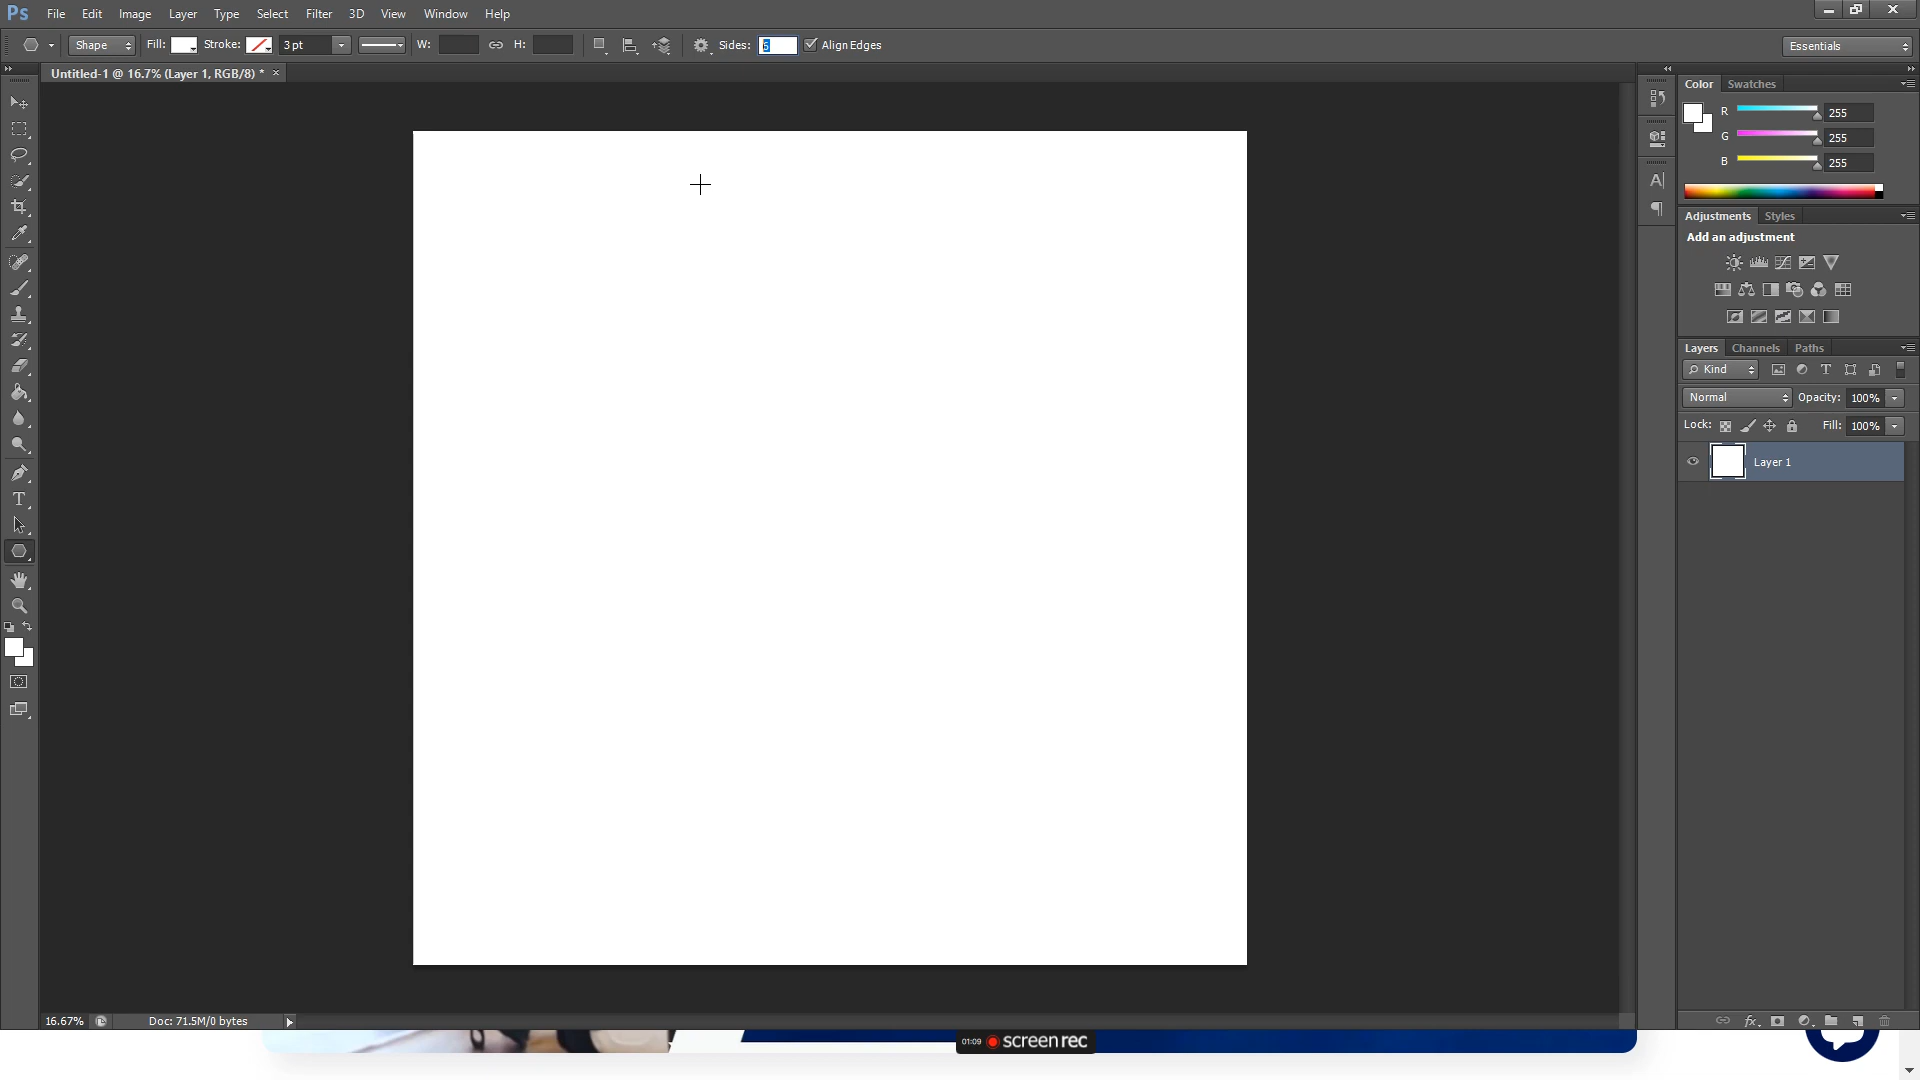 Ps File Edit Image Layer Type Select Filter 3D View Window Help
Shape Fill: Stroke: 3 pt W: H: Sides: 5 Align Edges Essentials
Untitled-1 @ 16.7% (Layer 1, RGB/8) * ×
Color Swatches
R 255
G 255
B 255
Adjustments Styles
Add an adjustment
Layers Channels Paths
Kind
Normal Opacity: 100%
Lock: Fill: 100%
Layer 1
16.67% Doc: 71.5M/0 bytes
01:09 screenrec